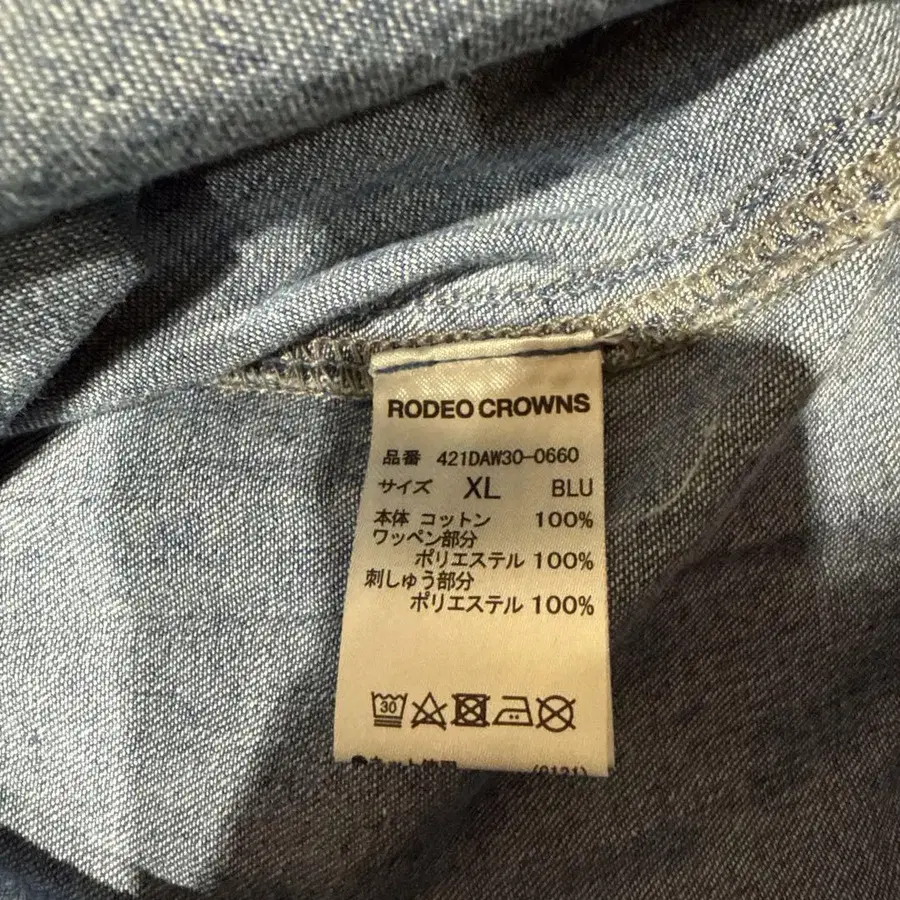 RODEO CROWNS
品番 421DAW30-0660
サイズ XL BLU
本体 コットン 100%
ワッペン部分
ポリエステル 100%
刺しゅう部分
ポリエステル 100%
30